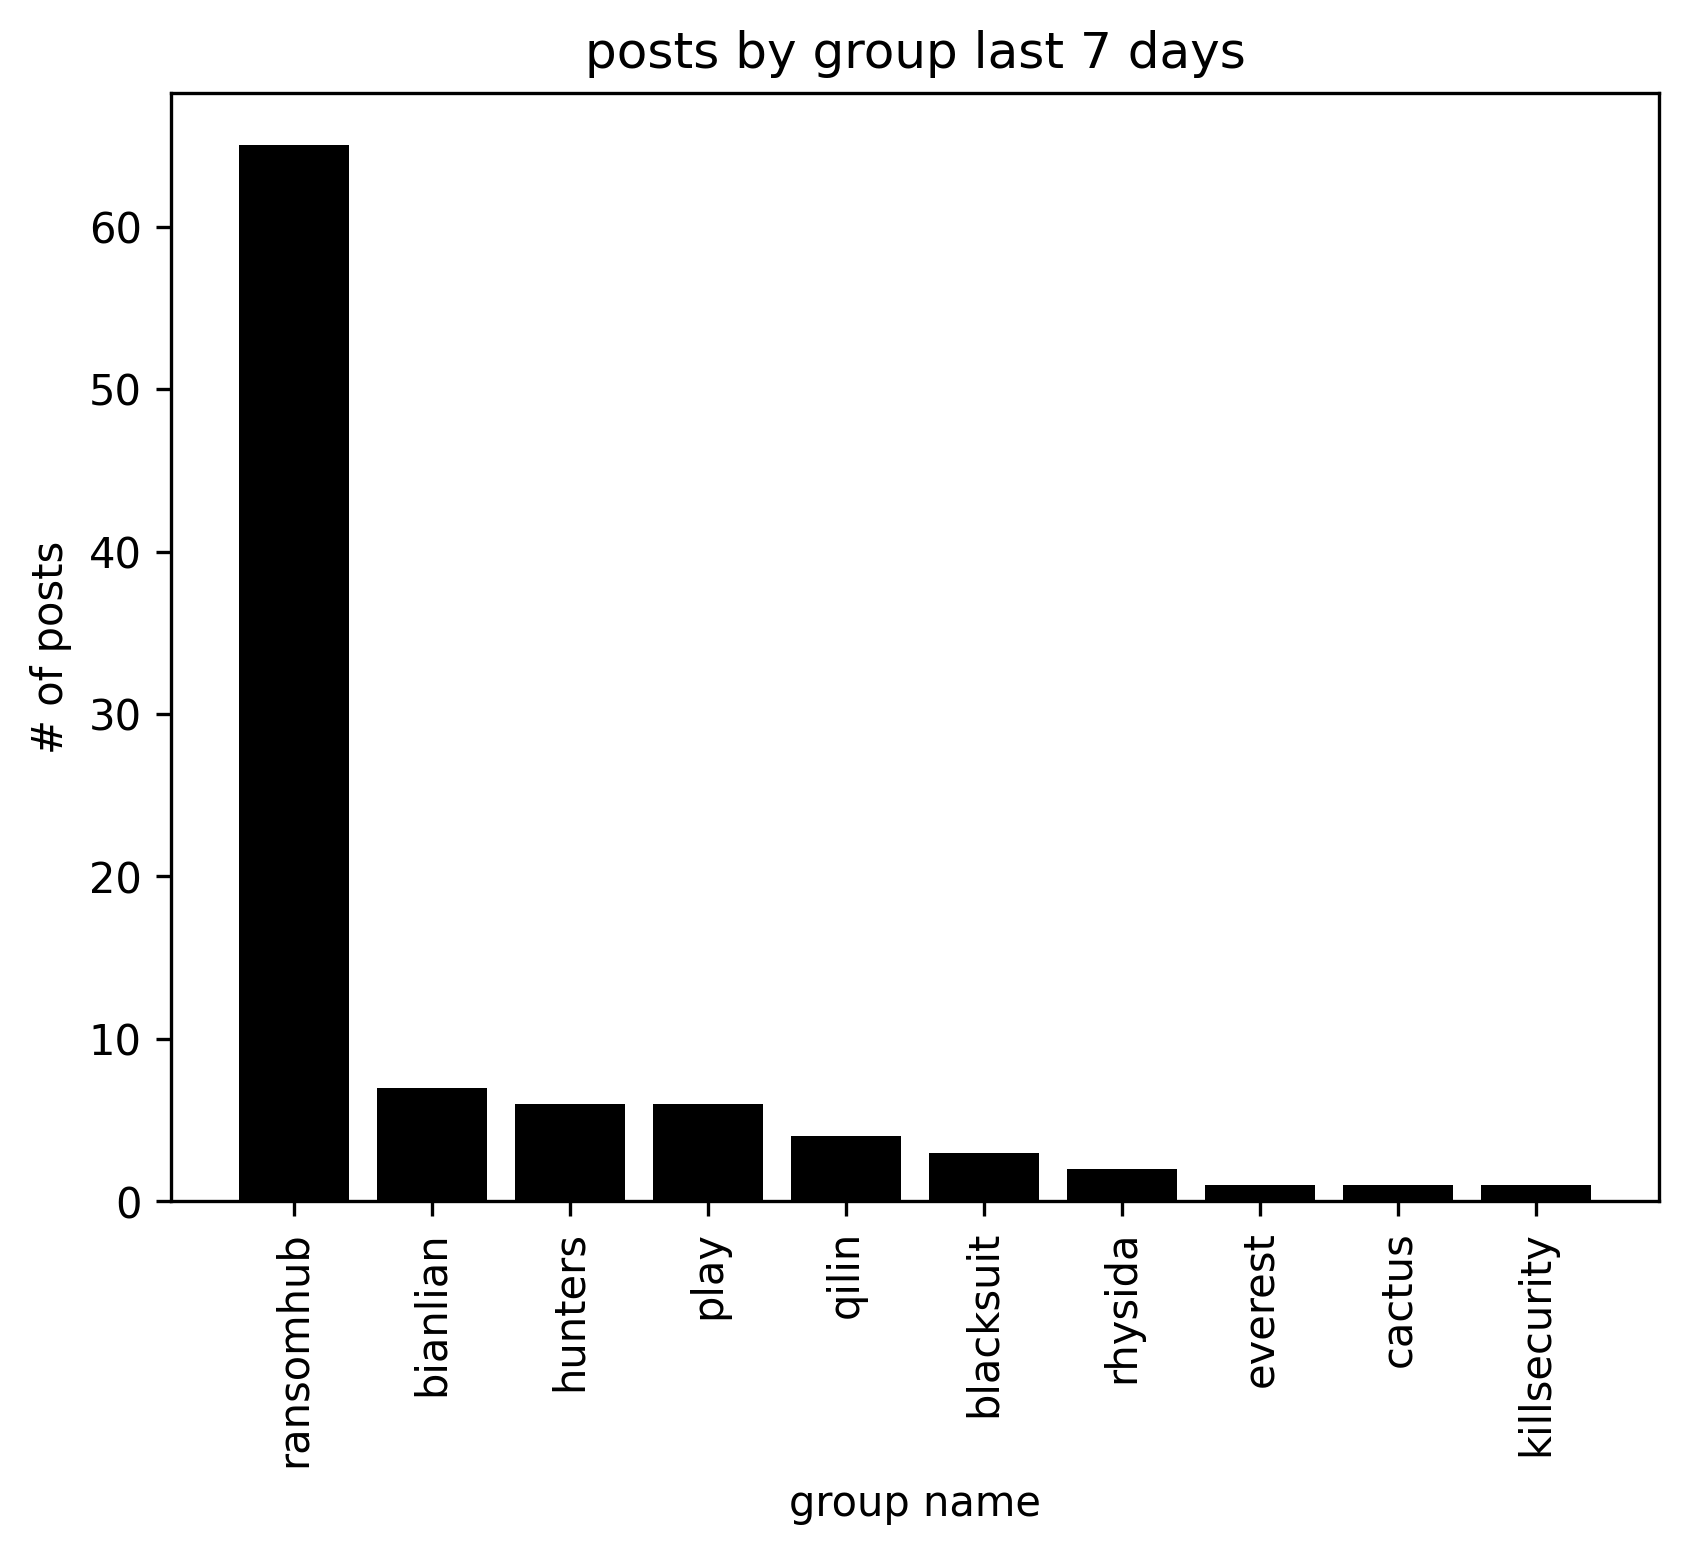 posts by group last 7 days
# of posts
60
50
40
30
20
10
0
ransomhub
bianlian
hunters
play
qilin
blacksuit
rhysida
everest
cactus
killsecurity
group name